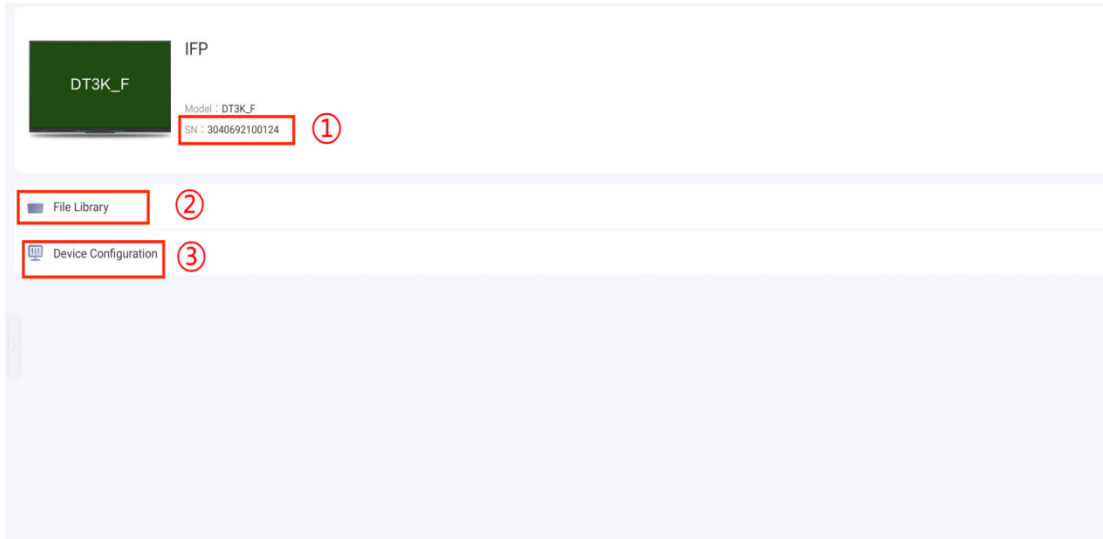 IFP
DT3K_F
Model：DT3K_F
SN：3040692100124
①
File Library
②
Device Configuration
③